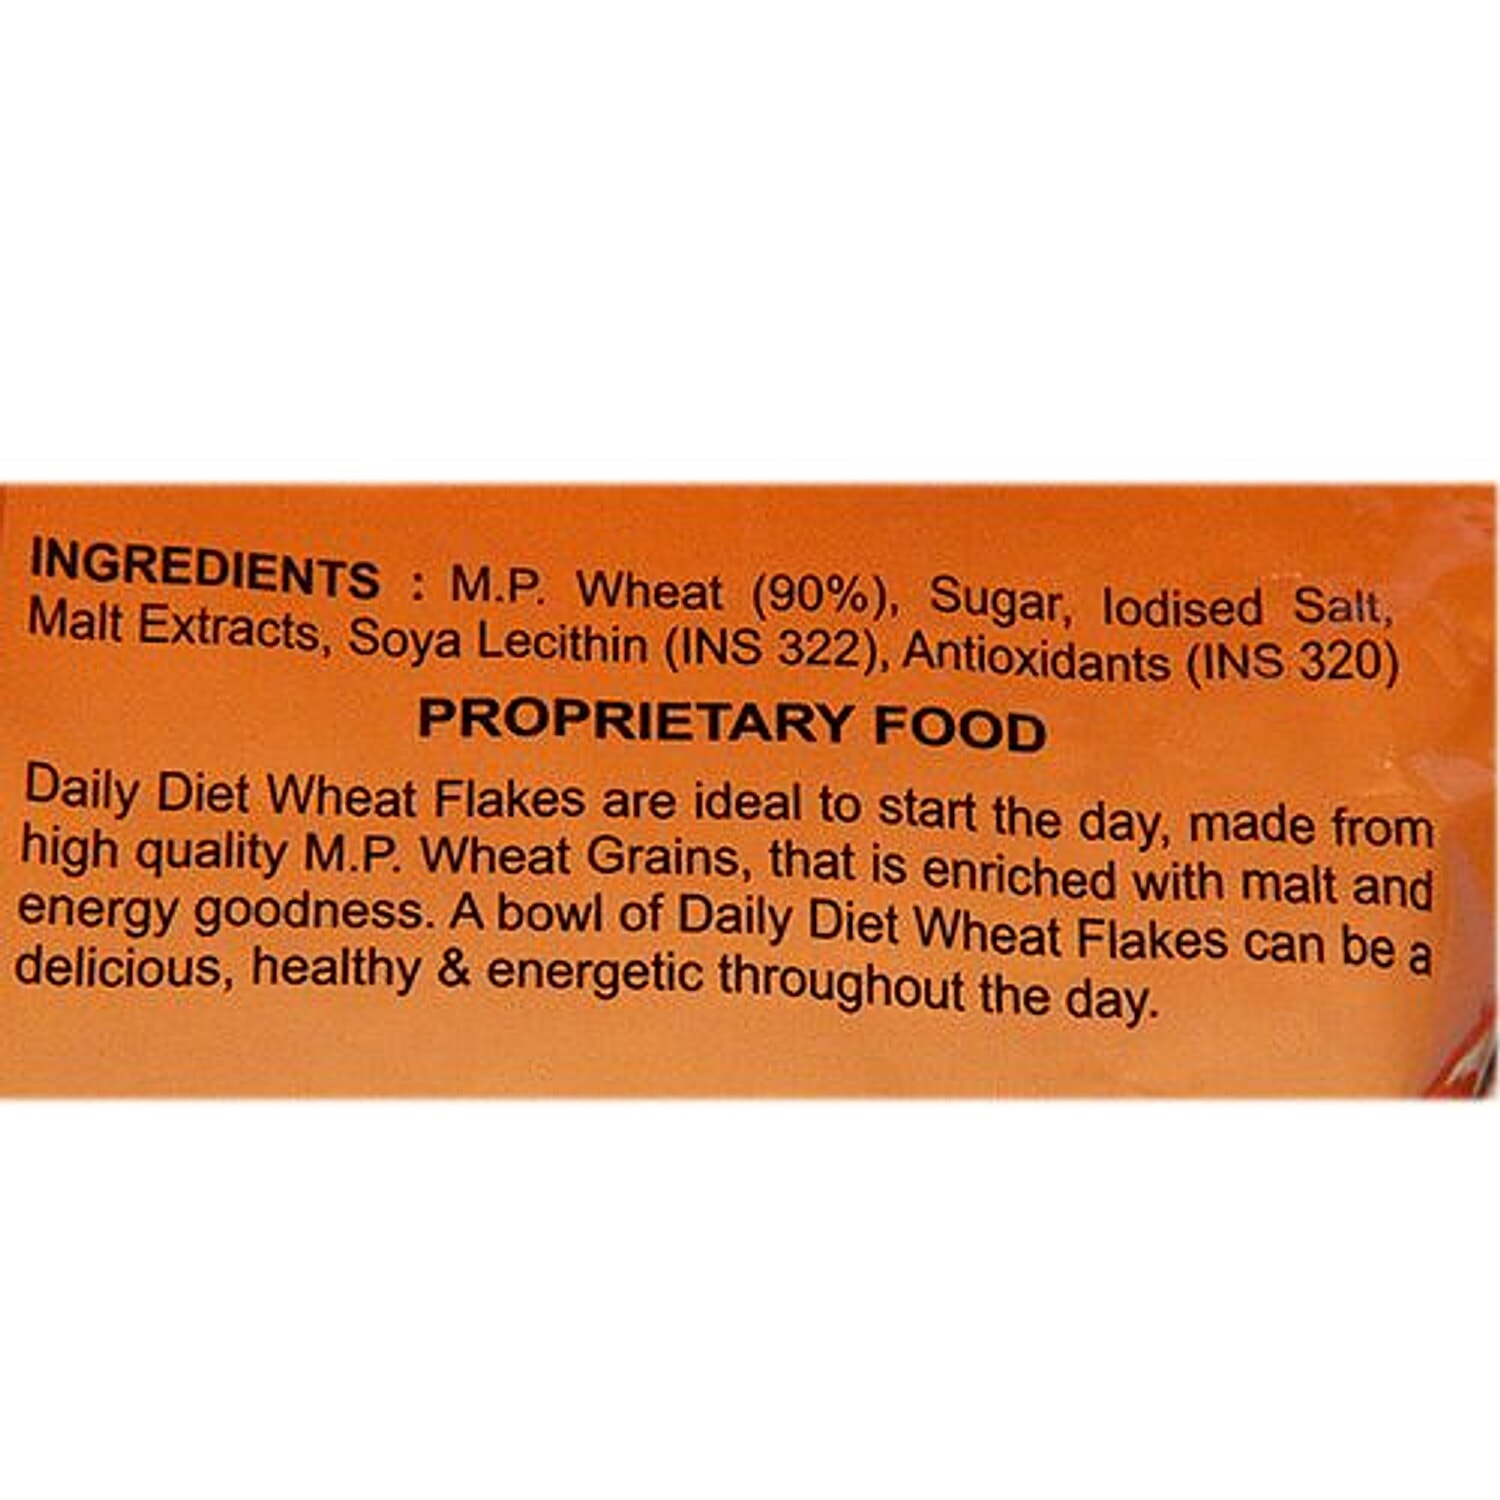 INGREDIENTS : M.P. Wheat (90%), Sugar, Iodised Salt,
Malt Extracts, Soya Lecithin (INS 322), Antioxidants (INS 320)
PROPRIETARY FOOD
Daily Diet Wheat Flakes are ideal to start the day, made from
high quality M.P. Wheat Grains, that is enriched with malt and
energy goodness. A bowl of Daily Diet Wheat Flakes can be a
delicious, healthy & energetic throughout the day.